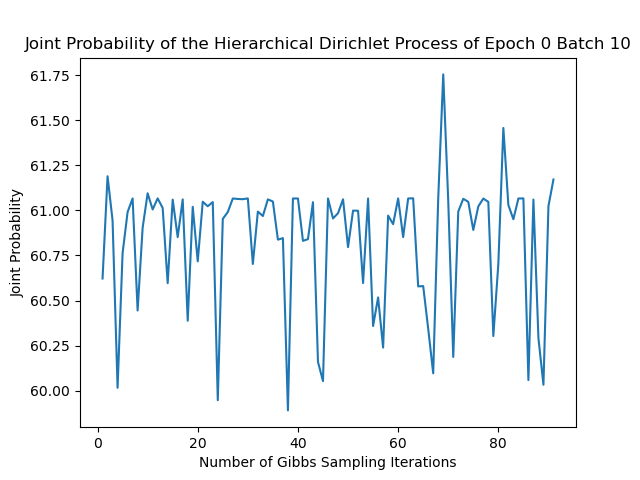 Joint Probability of the Hierarchical Dirichlet Process of Epoch 0 Batch 10
61.75
61.50
61.25
61.00
60.75
60.50
60.25
60.00
Joint Probability
0 20 40 60 80
Number of Gibbs Sampling Iterations